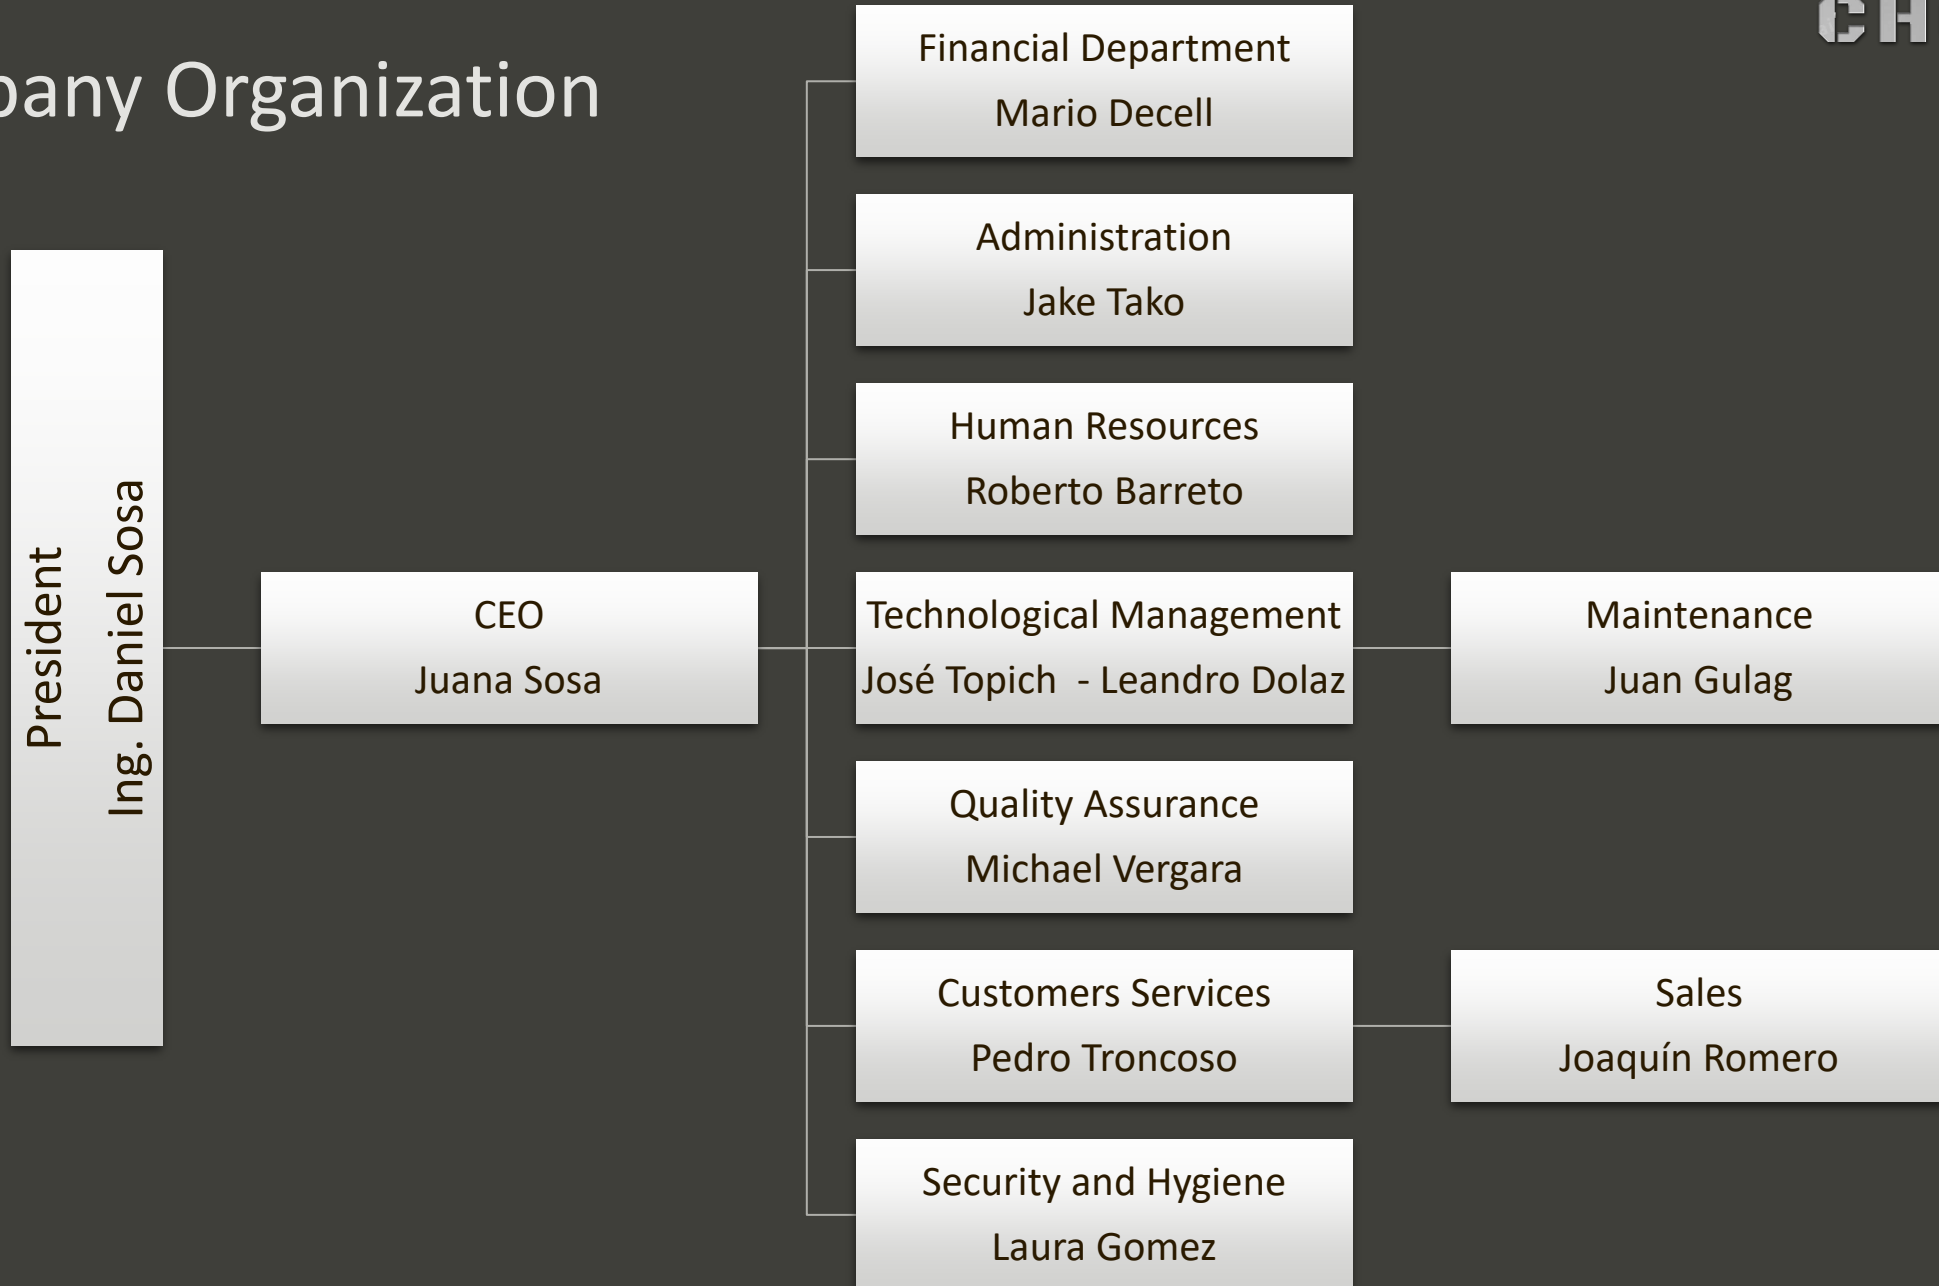 pany Organization
CH
President
Ing. Daniel Sosa
CEO
Juana Sosa
Financial Department
Mario Decell
Administration
Jake Tako
Human Resources
Roberto Barreto
Technological Management
José Topich  - Leandro Dolaz
Maintenance
Juan Gulag
Quality Assurance
Michael Vergara
Customers Services
Pedro Troncoso
Sales
Joaquín Romero
Security and Hygiene
Laura Gomez